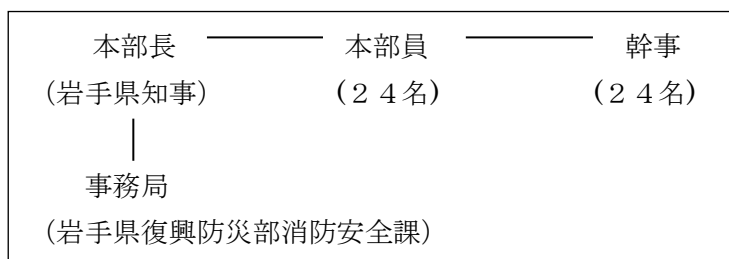 本部長 本部員 幹事
(岩手県知事) (２４名) (２４名)
事務局
(岩手県復興防災部消防安全課)